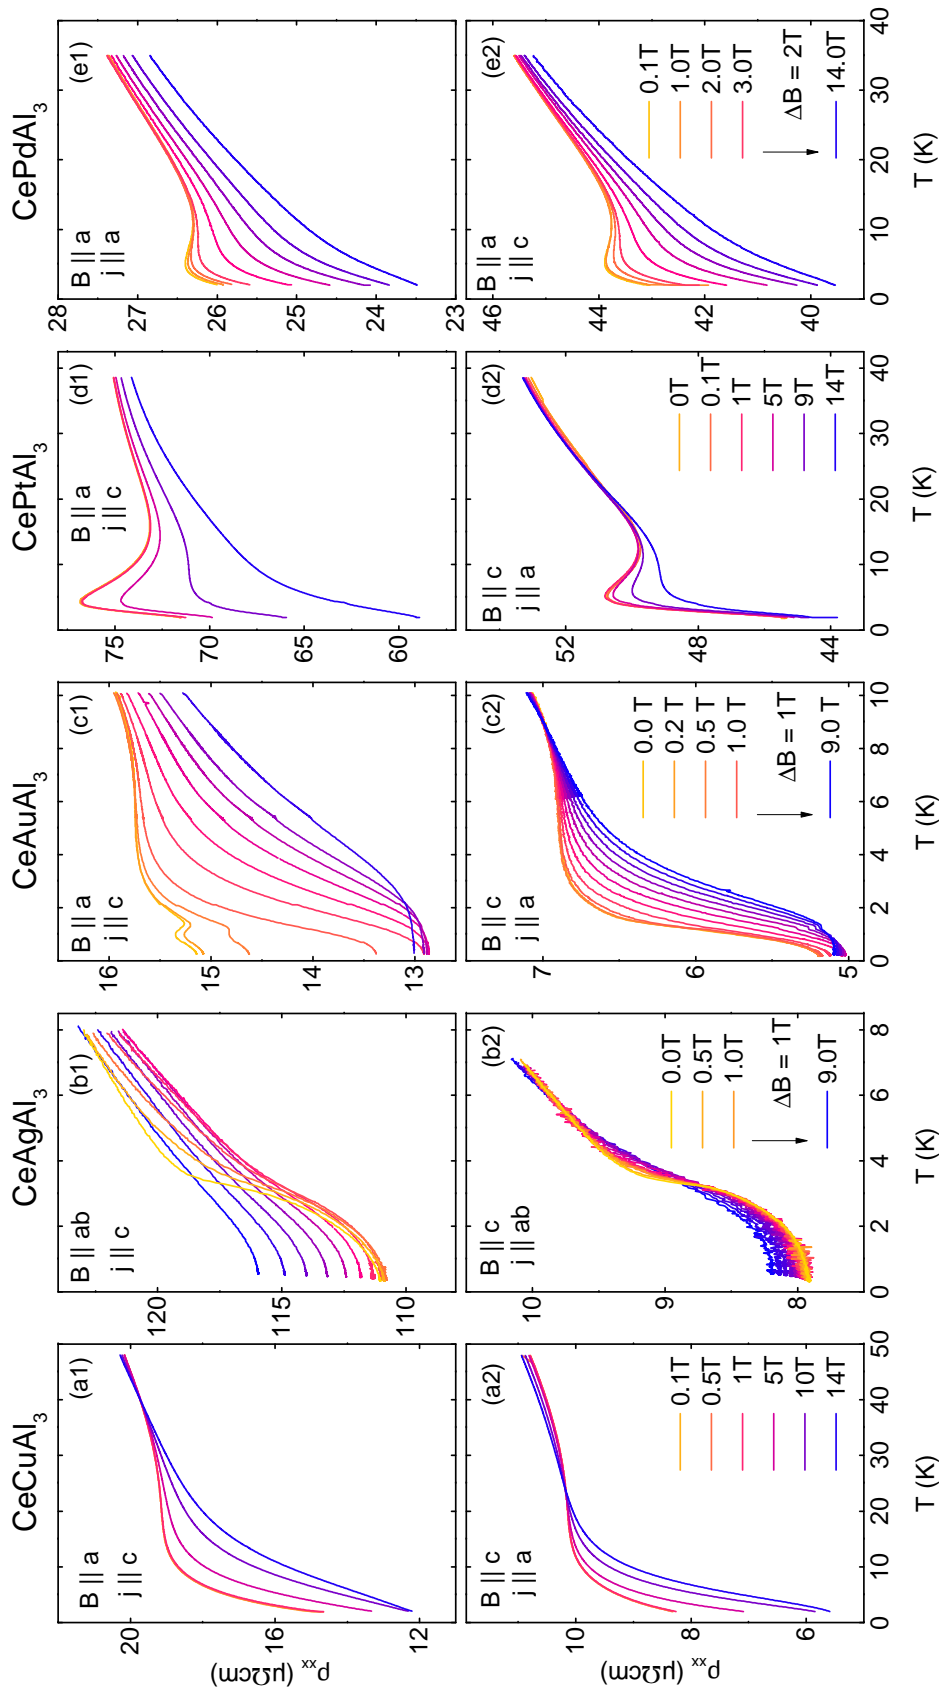 CeCuAl3
CeAgAl3
CeAuAl3
CePtAl3
CePdAl3
(a1)
B || a
j || c
20
16
12
ρxx (μΩcm)
(b1)
B || ab
j || c
120
115
110
(c1)
B || a
j || c
16
15
14
13
(d1)
B || a
j || c
75
70
65
60
(e1)
B || a
j || a
28
27
26
25
24
23
(a2)
B || c
j || a
10
8
6
ρxx (μΩcm)
0.1T
0.5T
1T
5T
10T
14T
0 10 20 30 40 50
T (K)
(b2)
B || c
j || ab
10
9
8
0.0T
0.5T
1.0T
ΔB = 1T
9.0T
0 2 4 6 8
T (K)
(c2)
B || c
j || a
7
6
5
0.0 T
0.2 T
0.5 T
1.0 T
ΔB = 1T
9.0 T
0 2 4 6 8 10
T (K)
(d2)
B || c
j || a
52
48
44
0T
0.1T
1T
5T
9T
14T
0 10 20 30 40
T (K)
(e2)
B || a
j || c
46
44
42
40
0.1T
1.0T
2.0T
3.0T
ΔB = 2T
14.0T
0 10 20 30 40
T (K)